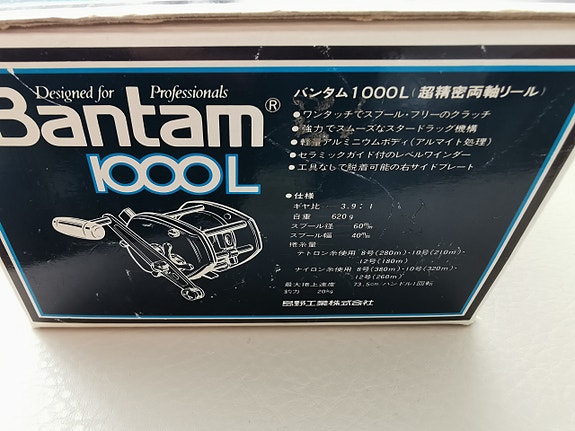 Designed for Professionals
Bantam®
1000L
バンタム1000L(超精密両軸リール)
●ワンタッチでスプール・フリーのクラッチ
●強力でスムーズなスタードラッグ機構
●軽量アルミニウムボディ(アルマイト処理)
●セラミックガイド付のレベルワインダー
●工具なしで脱着可能の右サイドプレート
●仕様
ギヤ比 3.9:1
自重 620g
スプール径 60㎜
スプール幅 40㎜
捲糸量
テトロン糸使用 8号(280m)・10号(210m)・
12号(180m)
ナイロン糸使用 8号(380m)・10号(320m)・
12号(260m)
最大捲上速度 73.5cm/ハンドル1回転
釣力 20kg
島野工業株式会社